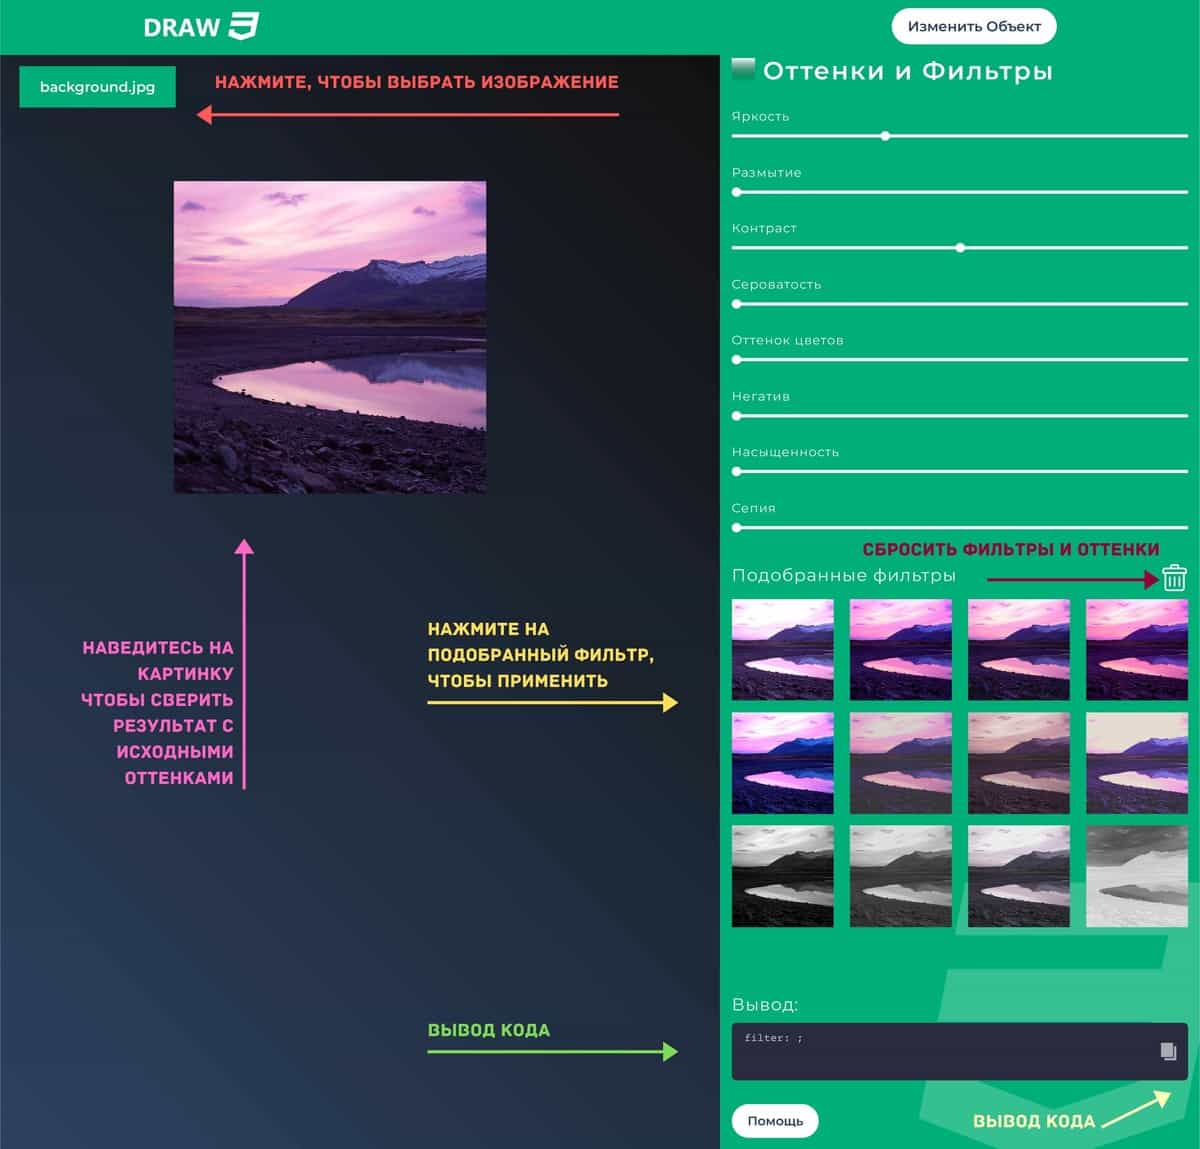 DRAW
Изменить Объект
background.jpg
НАЖМИТЕ, ЧТОБЫ ВЫБРАТЬ ИЗОБРАЖЕНИЕ
Оттенки и Фильтры
Яркость
Размытие
Контраст
Сероватость
Оттенок цветов
Негатив
Насыщенность
Сепия
СБРОСИТЬ ФИЛЬТРЫ И ОТТЕНКИ
Подобранные фильтры
НАВЕДИТЕСЬ НА
КАРТИНКУ
ЧТОБЫ СВЕРИТЬ
РЕЗУЛЬТАТ С
ИСХОДНЫМИ
ОТТЕНКАМИ
НАЖМИТЕ НА
ПОДОБРАННЫЙ ФИЛЬТР,
ЧТОБЫ ПРИМЕНИТЬ
ВЫВОД КОДА
Вывод:
filter: ;
Помощь
ВЫВОД КОДА